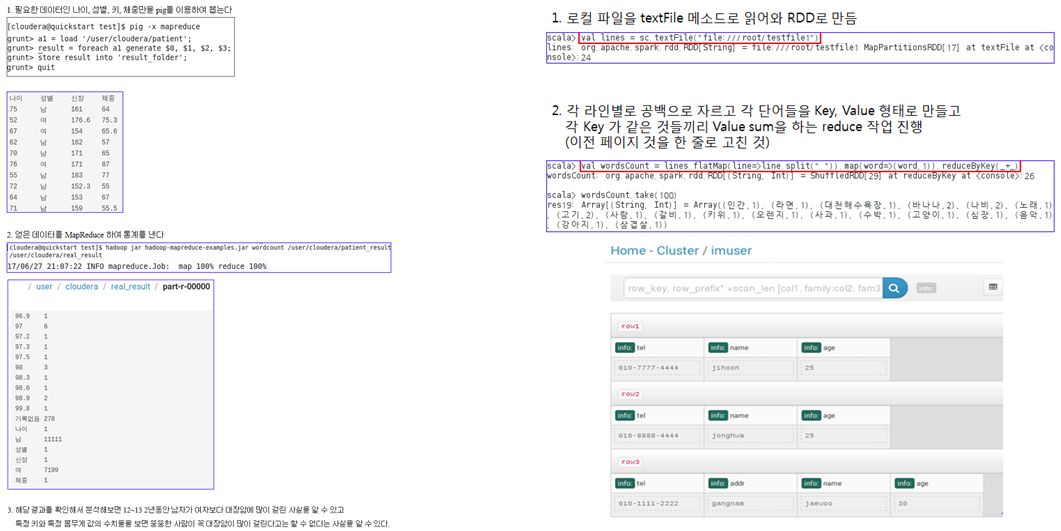 1. 필요한 데이터인 나이, 성별, 키, 체중만을 pig를 이용하여 뽑는다
[cloudera@quickstart test]$ pig -x mapreduce
grunt> a1 = load '/user/cloudera/patient';
grunt> result = foreach a1 generate $0, $1, $2, $3;
grunt> store result into 'result_folder';
grunt> quit
나이 성별 신장 체중
75 남 161 64
52 여 176.6 75.3
67 여 154 65.6
62 남 162 57
70 남 171 65
76 여 171 87
55 남 183 77
72 남 152.3 55
64 남 153 67
71 남 159 55.5
2. 얻은 데이터를 MapReduce 하여 통계를 낸다
[cloudera@quickstart test]$ hadoop jar hadoop-mapreduce-examples.jar wordcount /user/cloudera/patient_result
/user/cloudera/real_result
17/06/27 21:07:22 INFO mapreduce.Job: map 100% reduce 100%
/ user / cloudera / real_result / part-r-00000
96.9 1
97 6
97.2 1
97.3 1
97.5 1
98 3
98.3 1
98.6 1
98.9 2
99.8 1
기록없음 278
나이 1
남 11111
성별 1
신장 1
여 7199
체중 1
3. 해당 결과를 확인해서 분석해보면 12~13 2년동안 남자가 여자보다 대장암에 많이 걸린 사실을 알 수 있고
특정 키와 특정 몸무게 값의 수치들을 보면 뚱뚱한 사람이 꼭 대장암이 많이 걸린다고는 할 수 없다는 사실을 알 수 있다.
1. 로컬 파일을 textFile 메소드로 읽어와 RDD로 만듬
scala> val lines = sc.textFile("file:///root/testfile1")
lines: org.apache.spark.rdd.RDD[String] = file:///root/testfile1 MapPartitionsRDD[17] at textFile at <co
nsole>:24
2. 각 라인별로 공백으로 자르고 각 단어들을 Key, Value 형태로 만들고
각 Key 가 같은 것들끼리 Value sum을 하는 reduce 작업 진행
(이전 페이지 것을 한 줄로 고친 것)
scala> val wordsCount = lines.flatMap(line=>line.split(" ")).map(word=>(word,1)).reduceByKey(_+_)
wordsCount: org.apache.spark.rdd.RDD[(String, Int)] = ShuffledRDD[29] at reduceByKey at <console>:26
scala> wordsCount.take(100)
res19: Array[(String, Int)] = Array((인간,1), (라면,1), (대천해수욕장,1), (바나나,2), (나비,2), (노래,1)
, (고기,2), (사람,1), (갈비,1), (키위,1), (오렌지,1), (사과,1), (수박,1), (고양이,1), (심장,1), (음악,1)
, (강아지,1), (삼겹살,1))
Home - Cluster / imuser
row_key, row_prefix* +scan_len [col1, family:col2, fam3
info:
row1
info: tel info: name info: age
010-7777-4444 jihoon 25
row2
info: tel info: name info: age
010-8888-4444 jonghwa 25
row3
info: tel info: addr info: name info: age
010-1111-2222 gangnam jaewoo 30